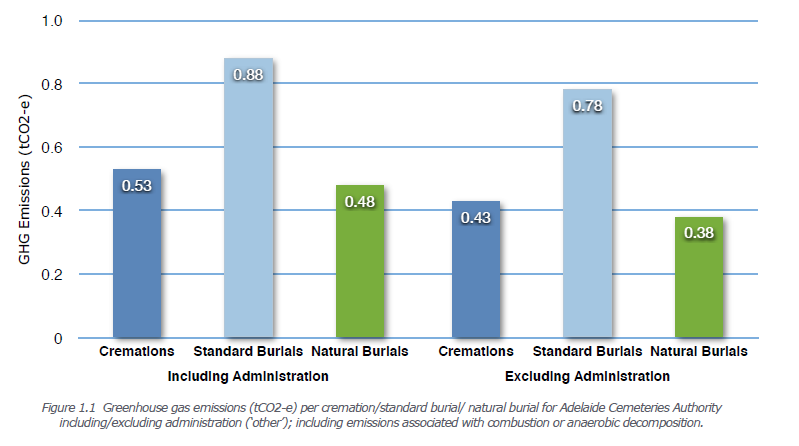 1.0
0.8
0.6
0.4
0.2
0
GHG Emissions (tCO2-e)
0.53
0.88
0.48
0.43
0.78
0.38
Cremations Standard Burials Natural Burials Cremations Standard Burials Natural Burials
Including Administration Excluding Administration
Figure 1.1 Greenhouse gas emissions (tCO2-e) per cremation/standard burial/ natural burial for Adelaide Cemeteries Authority
including/excluding administration ('other'); including emissions associated with combustion or anaerobic decomposition.